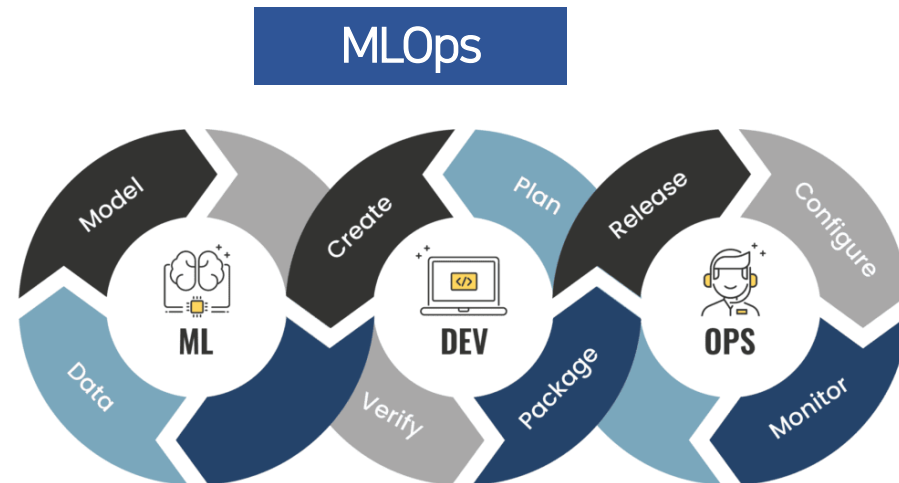 MLOps
Model
Create
Plan
Release
Configure
</>
ML
DEV
OPS
Data
Verify
Package
Monitor